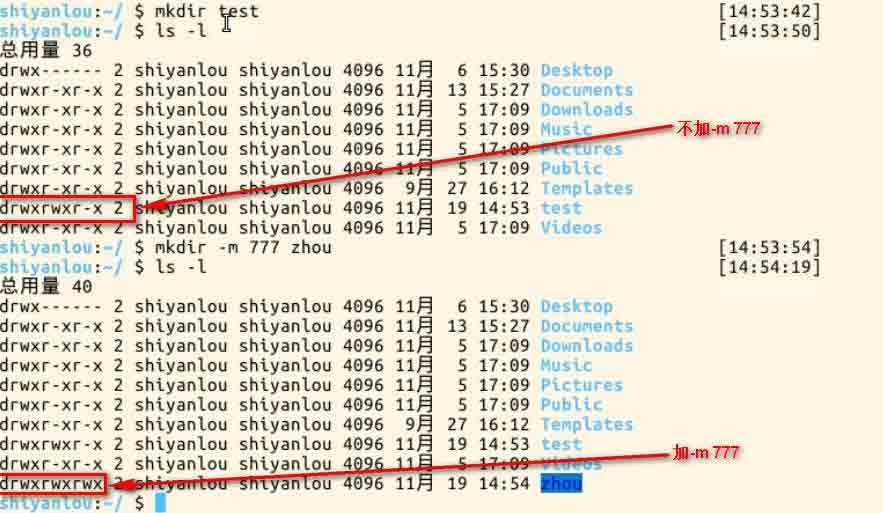 shiyanlou:~/ $ mkdir test [14:53:42]
shiyanlou:~/ $ ls -l [14:53:50]
总用量 36
drwx------ 2 shiyanlou shiyanlou 4096 11月  6 15:30 Desktop
drwxr-xr-x 2 shiyanlou shiyanlou 4096 11月 13 15:27 Documents
drwxr-xr-x 2 shiyanlou shiyanlou 4096 11月  5 17:09 Downloads
drwxr-xr-x 2 shiyanlou shiyanlou 4096 11月  5 17:09 Music
不加-m 777
drwxr-xr-x 2 shiyanlou shiyanlou 4096 11月  5 17:09 Pictures
drwxr-xr-x 2 shiyanlou shiyanlou 4096 11月  5 17:09 Public
drwxr-xr-x 2 shiyanlou shiyanlou 4096  9月 27 16:12 Templates
drwxrwxr-x 2 shiyanlou shiyanlou 4096 11月 19 14:53 test
drwxr-xr-x 2 shiyanlou shiyanlou 4096 11月  5 17:09 Videos
shiyanlou:~/ $ mkdir -m 777 zhou [14:53:54]
shiyanlou:~/ $ ls -l [14:54:19]
总用量 40
drwx------ 2 shiyanlou shiyanlou 4096 11月  6 15:30 Desktop
drwxr-xr-x 2 shiyanlou shiyanlou 4096 11月 13 15:27 Documents
drwxr-xr-x 2 shiyanlou shiyanlou 4096 11月  5 17:09 Downloads
drwxr-xr-x 2 shiyanlou shiyanlou 4096 11月  5 17:09 Music
drwxr-xr-x 2 shiyanlou shiyanlou 4096 11月  5 17:09 Pictures
drwxr-xr-x 2 shiyanlou shiyanlou 4096 11月  5 17:09 Public
drwxr-xr-x 2 shiyanlou shiyanlou 4096  9月 27 16:12 Templates
drwxrwxr-x 2 shiyanlou shiyanlou 4096 11月 19 14:53 test
加-m 777
drwxr-xr-x 2 shiyanlou shiyanlou 4096 11月  5 17:09 Videos
drwxrwxrwx 2 shiyanlou shiyanlou 4096 11月 19 14:54 zhou
shiyanlou:~/ $